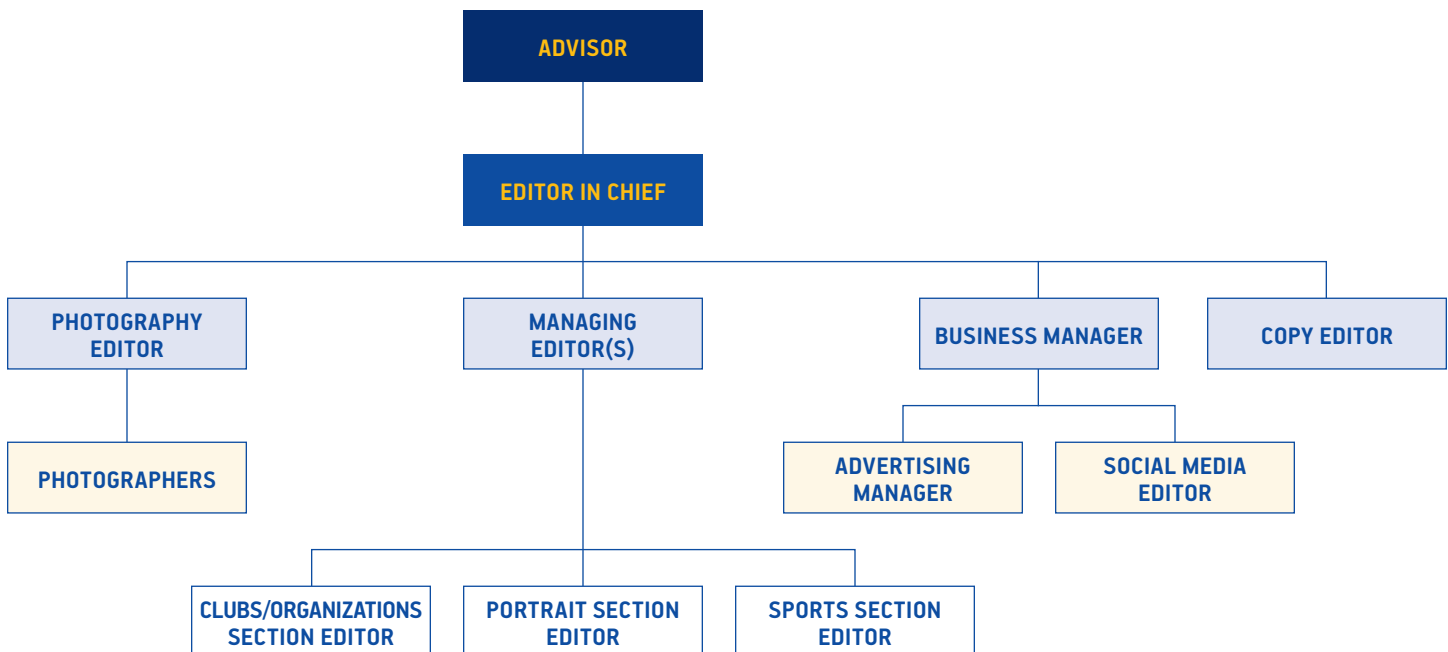 ADVISOR
EDITOR IN CHIEF
PHOTOGRAPHY
EDITOR
MANAGING
EDITOR(S)
BUSINESS MANAGER
COPY EDITOR
PHOTOGRAPHERS
ADVERTISING
MANAGER
SOCIAL MEDIA
EDITOR
CLUBS/ORGANIZATIONS
SECTION EDITOR
PORTRAIT SECTION
EDITOR
SPORTS SECTION
EDITOR